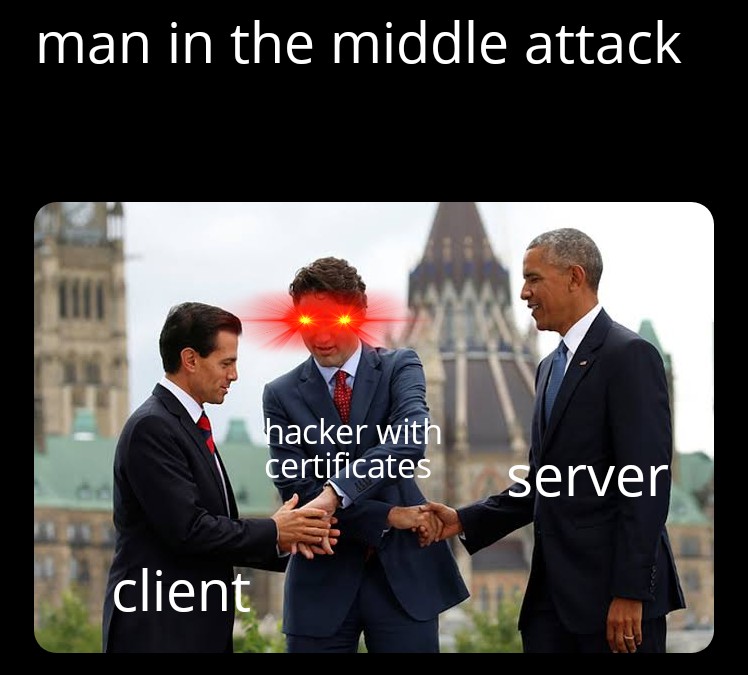 man in the middle attack
hacker with
certificates
server
client